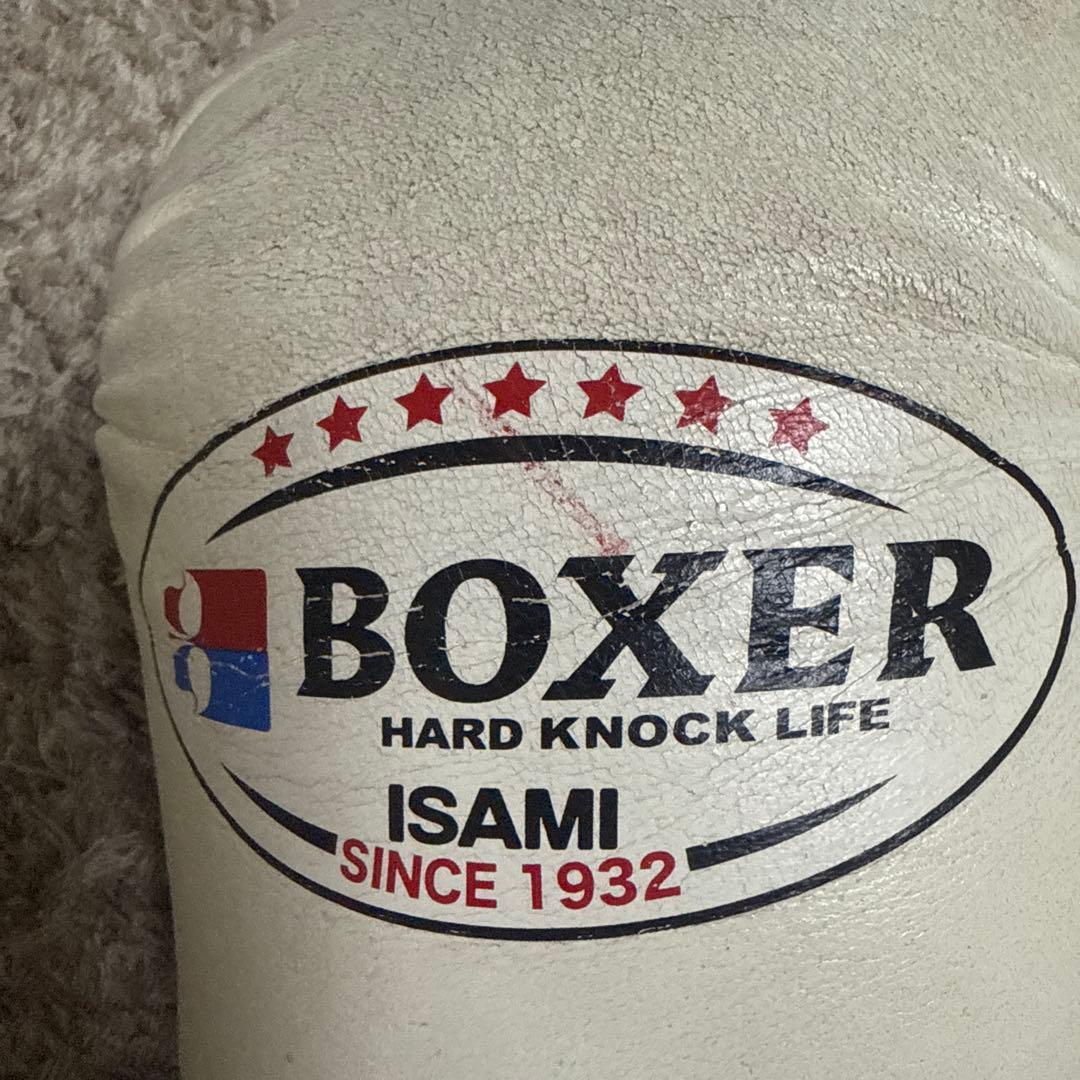 BOXER
HARD KNOCK LIFE
ISAMI
SINCE 1932